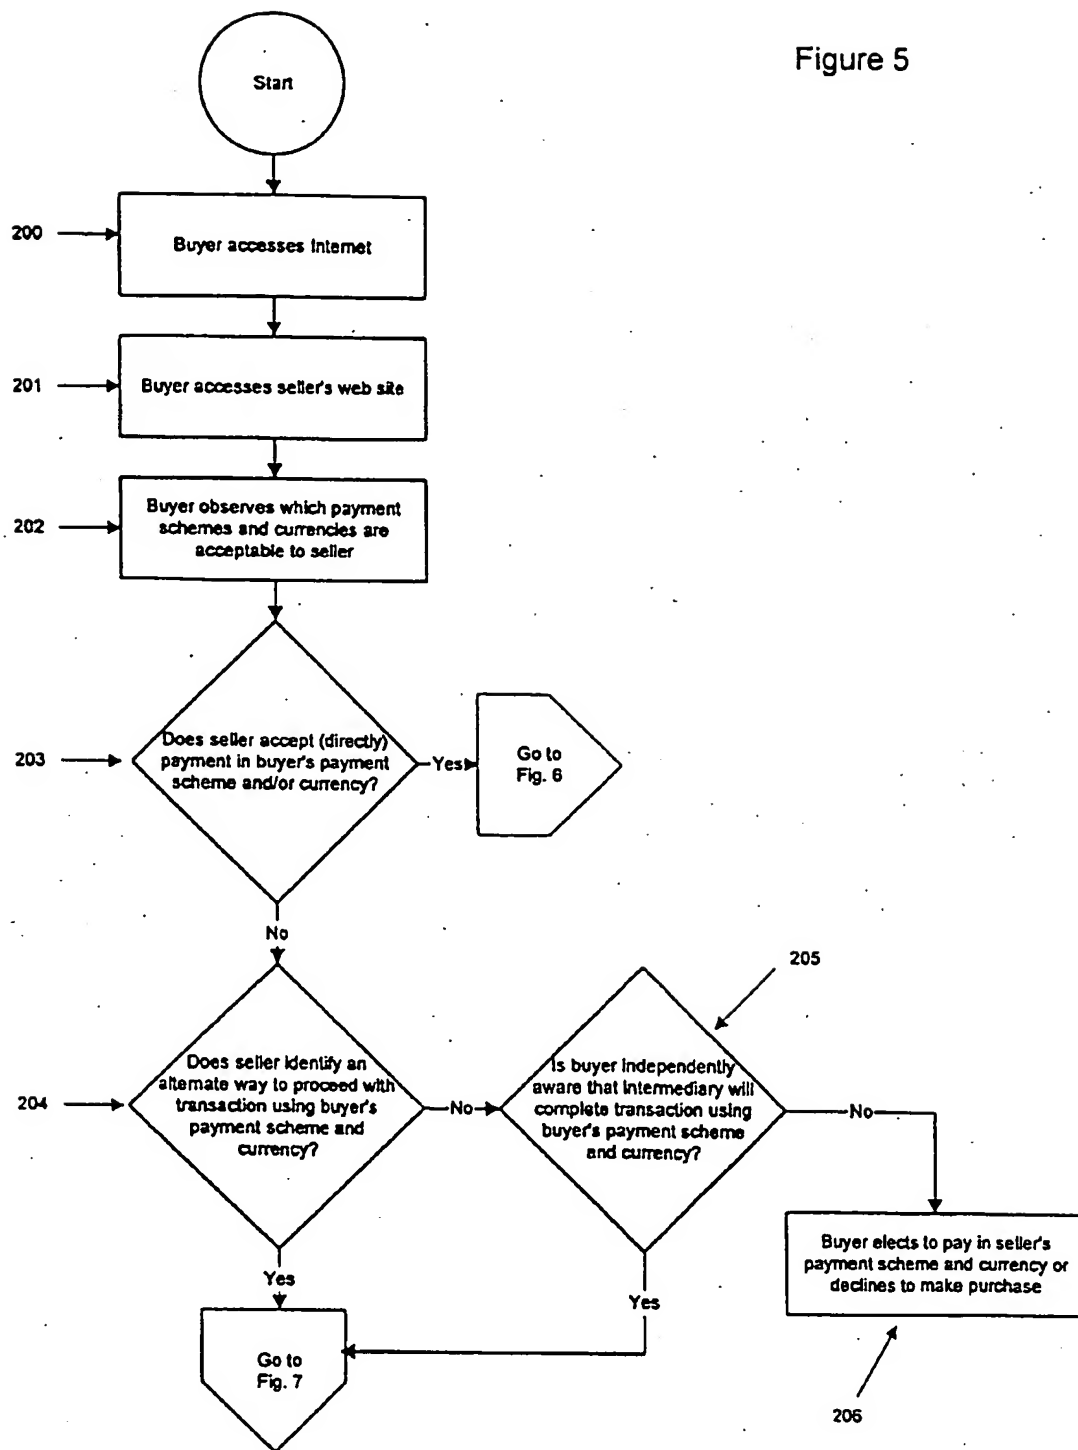 Figure 5
Start
200
Buyer accesses Internet
201
Buyer accesses seller's web site
202
Buyer observes which payment
schemes and currencies are
acceptable to seller
203
Does seller accept (directly)
payment in buyer's payment
scheme and/or currency?
Yes
Go to
Fig. 6
No
204
Does seller identify an
alternate way to proceed with
transaction using buyer's
payment scheme and
currency?
No
205
Is buyer independently
aware that intermediary will
complete transaction using
buyer's payment scheme
and currency?
No
Buyer elects to pay in seller's
payment scheme and currency or
declines to make purchase
206
Yes
Yes
Go to
Fig. 7